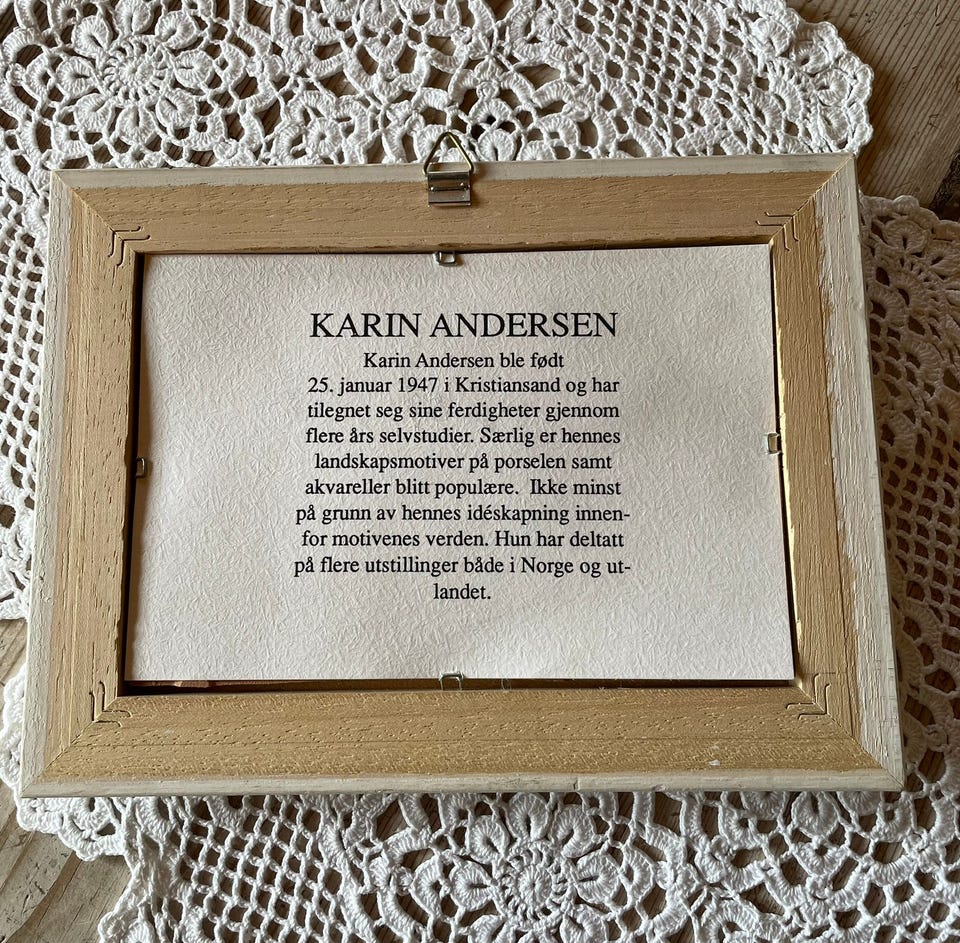 KARIN ANDERSEN
Karin Andersen ble født
25. januar 1947 i Kristiansand og har
tilegnet seg sine ferdigheter gjennom
flere års selvstudier. Særlig er hennes
landskapsmotiver på porselen samt
akvareller blitt populære.  Ikke minst
på grunn av hennes idéskapning innen-
for motivenes verden. Hun har deltatt
på flere utstillinger både i Norge og ut-
landet.